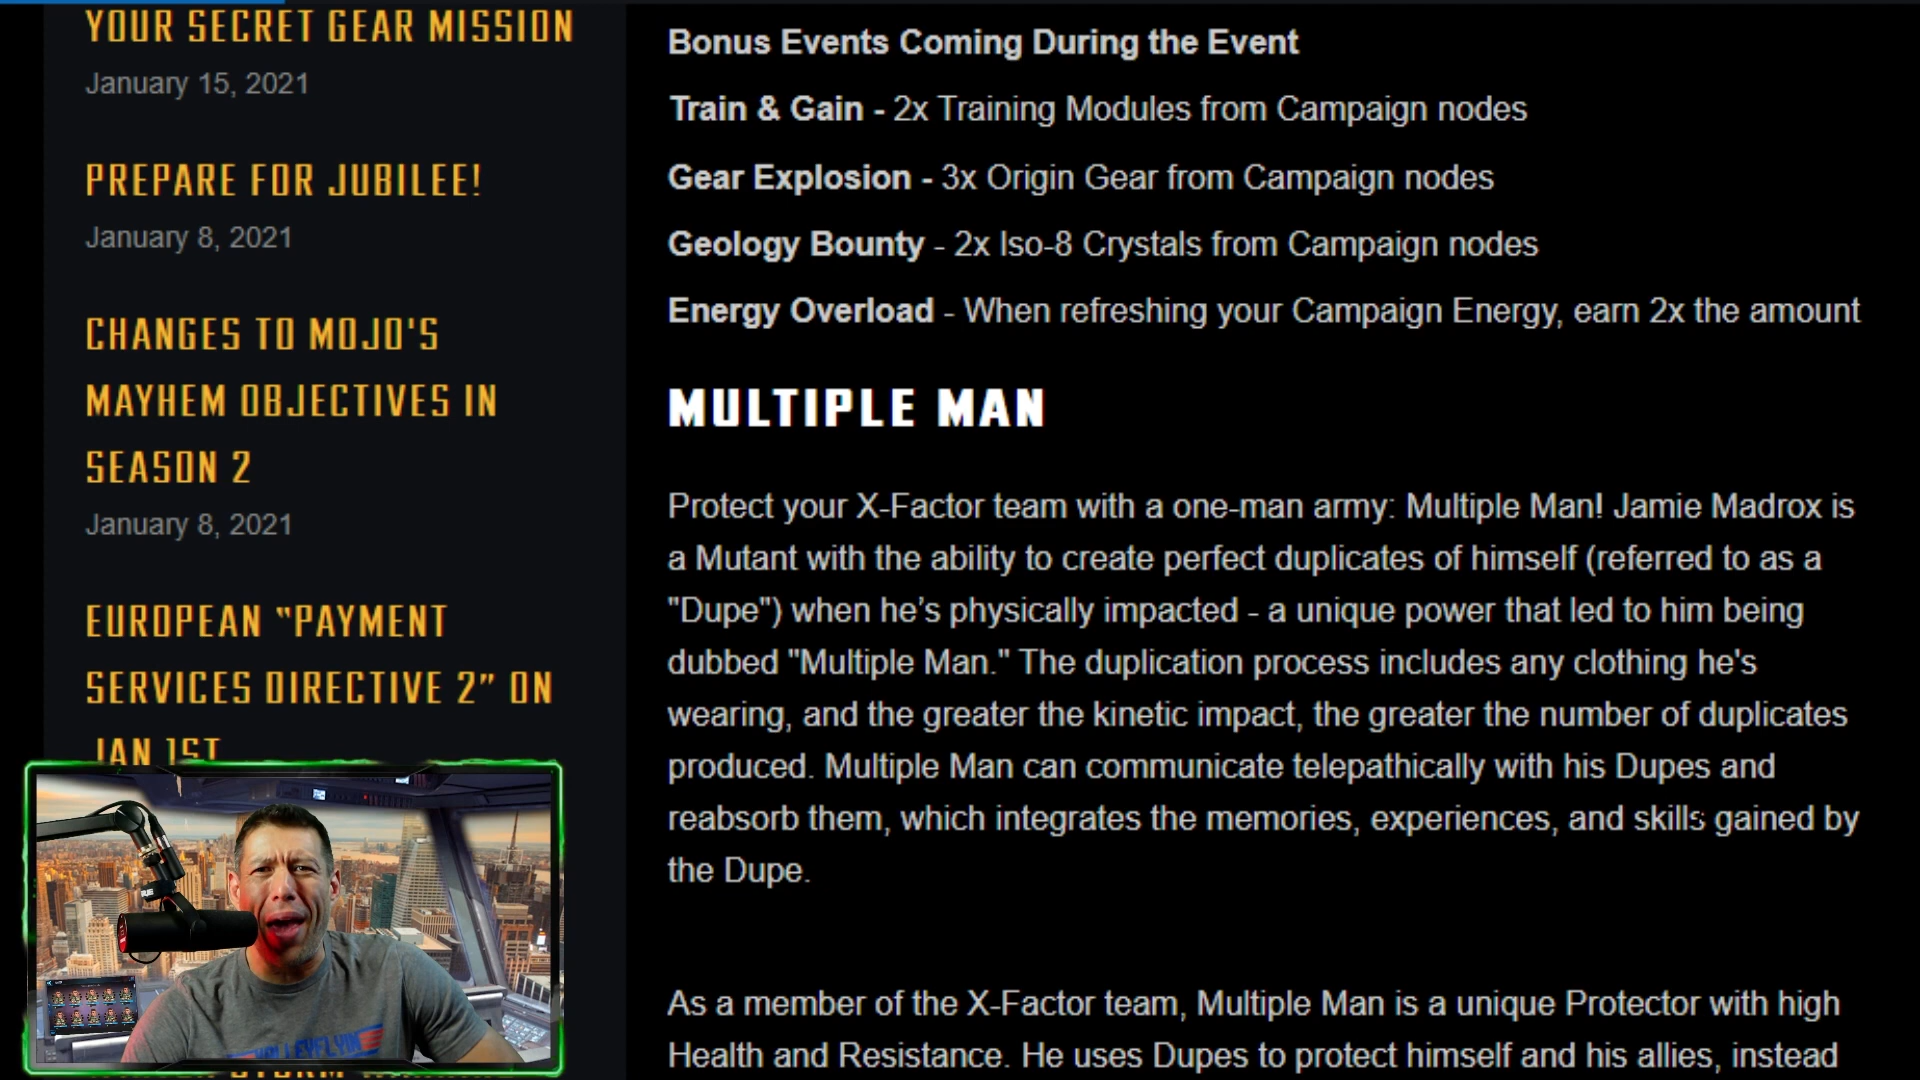 YOUR SECRET GEAR MISSION
January 15, 2021
PREPARE FOR JUBILEE!
January 8, 2021
CHANGES TO MOJO'S
MAYHEM OBJECTIVES IN
SEASON 2
January 8, 2021
EUROPEAN "PAYMENT
SERVICES DIRECTIVE 2" ON
JAN 1ST
Bonus Events Coming During the Event
Train & Gain - 2x Training Modules from Campaign nodes
Gear Explosion - 3x Origin Gear from Campaign nodes
Geology Bounty - 2x Iso-8 Crystals from Campaign nodes
Energy Overload - When refreshing your Campaign Energy, earn 2x the amount
MULTIPLE MAN
Protect your X-Factor team with a one-man army: Multiple Man! Jamie Madrox is
a Mutant with the ability to create perfect duplicates of himself (referred to as a
"Dupe") when he's physically impacted - a unique power that led to him being
dubbed "Multiple Man." The duplication process includes any clothing he's
wearing, and the greater the kinetic impact, the greater the number of duplicates
produced. Multiple Man can communicate telepathically with his Dupes and
reabsorb them, which integrates the memories, experiences, and skills gained by
the Dupe.
As a member of the X-Factor team, Multiple Man is a unique Protector with high
Health and Resistance. He uses Dupes to protect himself and his allies, instead
VALLEYFLYIN